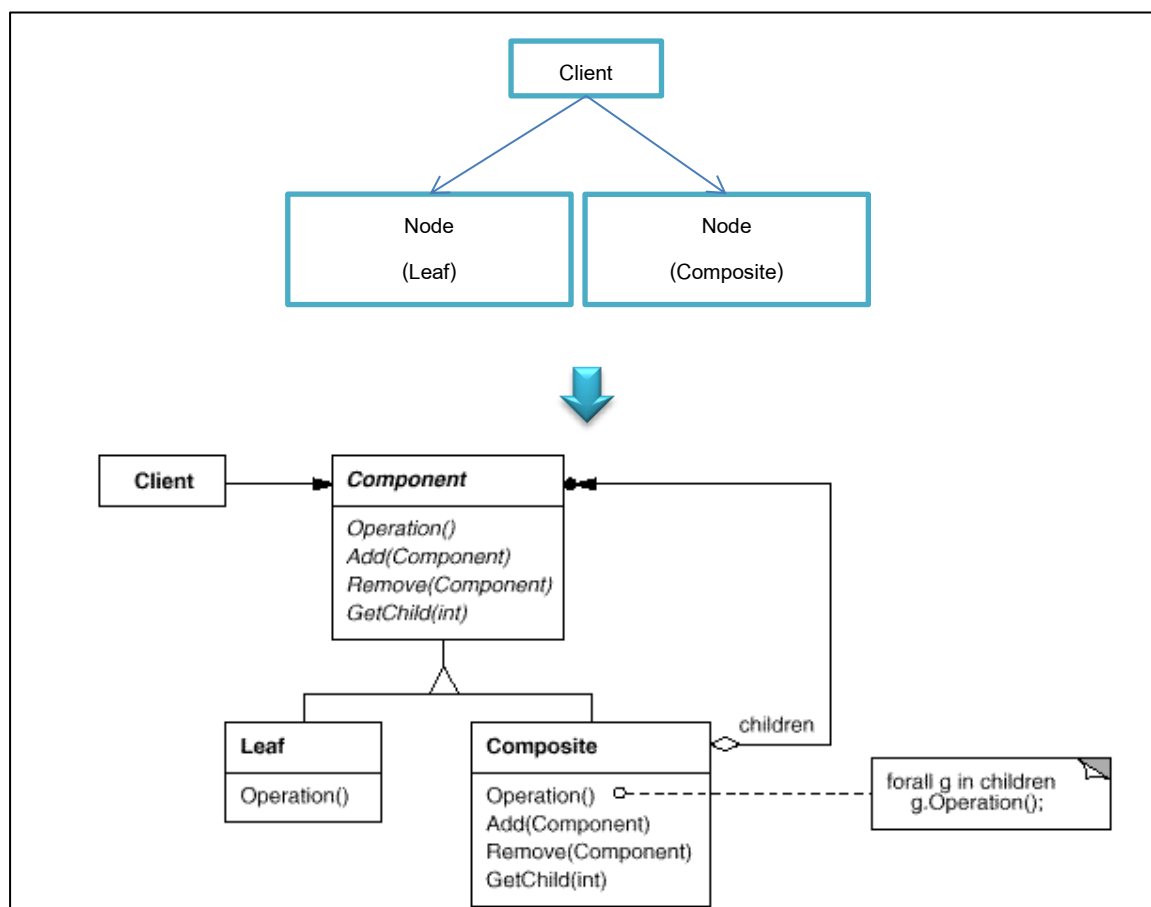 Client
Node
(Leaf)
Node
(Composite)
Client
Component
Operation()
Add(Component)
Remove(Component)
GetChild(int)
Leaf
Operation()
Composite
Operation()
Add(Component)
Remove(Component)
GetChild(int)
children
forall g in children
g.Operation();